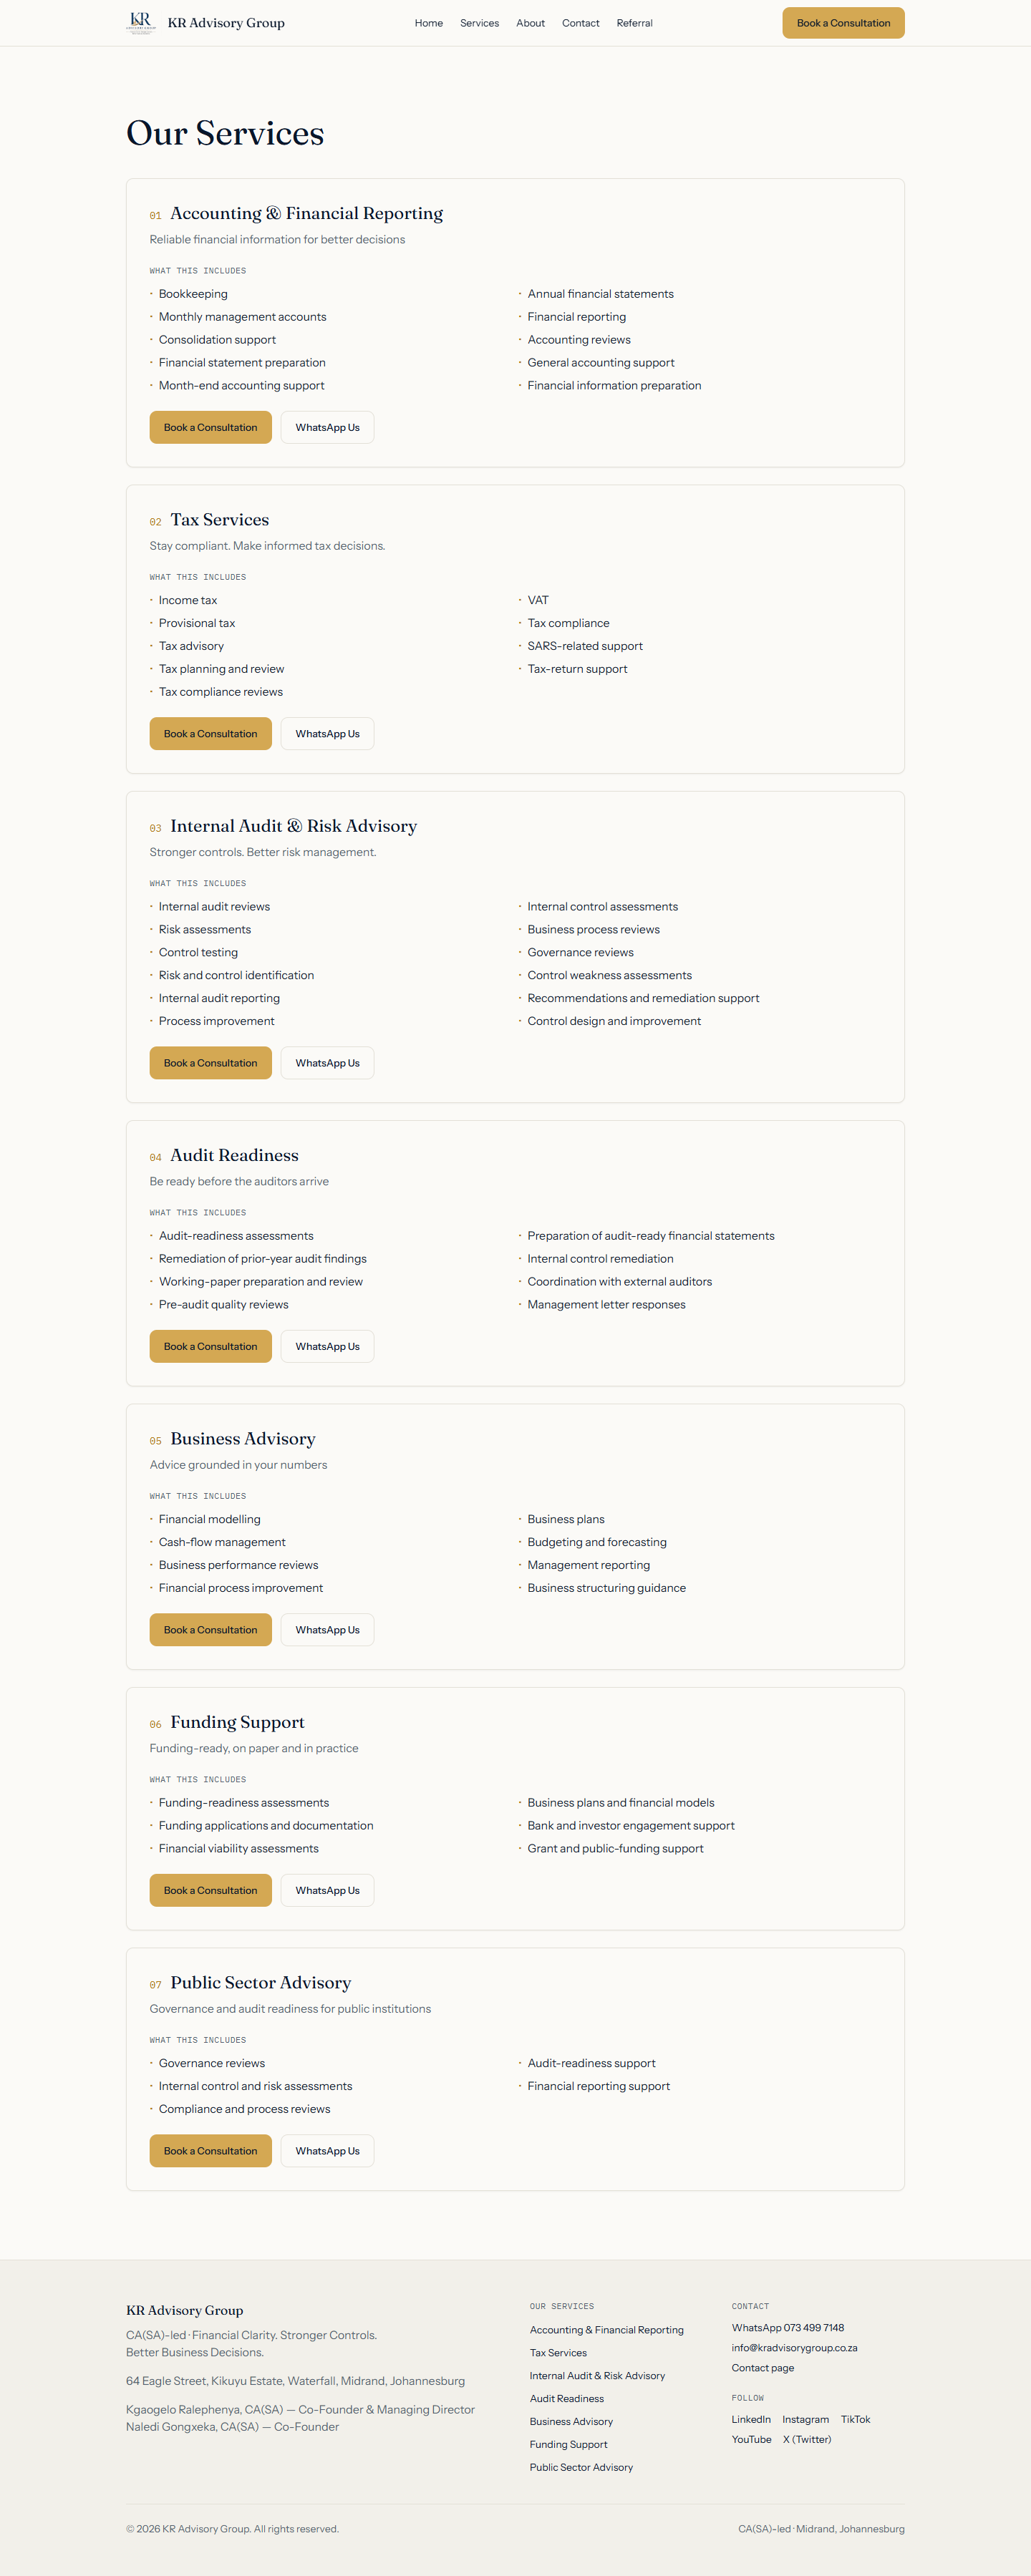 KR
KR Advisory Group
Home
Services
About
Contact
Referral
Book a Consultation
Our Services
01 Accounting & Financial Reporting
Reliable financial information for better decisions
WHAT THIS INCLUDES
· Bookkeeping
· Annual financial statements
· Monthly management accounts
· Financial reporting
· Consolidation support
· Accounting reviews
· Financial statement preparation
· General accounting support
· Month-end accounting support
· Financial information preparation
Book a Consultation
WhatsApp Us
02 Tax Services
Stay compliant. Make informed tax decisions.
WHAT THIS INCLUDES
· Income tax
· VAT
· Provisional tax
· Tax compliance
· Tax advisory
· SARS-related support
· Tax planning and review
· Tax-return support
· Tax compliance reviews
Book a Consultation
WhatsApp Us
03 Internal Audit & Risk Advisory
Stronger controls. Better risk management.
WHAT THIS INCLUDES
· Internal audit reviews
· Internal control assessments
· Risk assessments
· Business process reviews
· Control testing
· Governance reviews
· Risk and control identification
· Control weakness assessments
· Internal audit reporting
· Recommendations and remediation support
· Process improvement
· Control design and improvement
Book a Consultation
WhatsApp Us
04 Audit Readiness
Be ready before the auditors arrive
WHAT THIS INCLUDES
· Audit-readiness assessments
· Preparation of audit-ready financial statements
· Remediation of prior-year audit findings
· Internal control remediation
· Working-paper preparation and review
· Coordination with external auditors
· Pre-audit quality reviews
· Management letter responses
Book a Consultation
WhatsApp Us
05 Business Advisory
Advice grounded in your numbers
WHAT THIS INCLUDES
· Financial modelling
· Business plans
· Cash-flow management
· Budgeting and forecasting
· Business performance reviews
· Management reporting
· Financial process improvement
· Business structuring guidance
Book a Consultation
WhatsApp Us
06 Funding Support
Funding-ready, on paper and in practice
WHAT THIS INCLUDES
· Funding-readiness assessments
· Business plans and financial models
· Funding applications and documentation
· Bank and investor engagement support
· Financial viability assessments
· Grant and public-funding support
Book a Consultation
WhatsApp Us
07 Public Sector Advisory
Governance and audit readiness for public institutions
WHAT THIS INCLUDES
· Governance reviews
· Audit-readiness support
· Internal control and risk assessments
· Financial reporting support
· Compliance and process reviews
Book a Consultation
WhatsApp Us
KR Advisory Group
CA(SA)-led · Financial Clarity. Stronger Controls.
Better Business Decisions.
64 Eagle Street, Kikuyu Estate, Waterfall, Midrand, Johannesburg
Kgaogelo Ralephenya, CA(SA) — Co-Founder & Managing Director
Naledi Gongxeka, CA(SA) — Co-Founder
OUR SERVICES
Accounting & Financial Reporting
Tax Services
Internal Audit & Risk Advisory
Audit Readiness
Business Advisory
Funding Support
Public Sector Advisory
CONTACT
WhatsApp 073 499 7148
info@kradvisorygroup.co.za
Contact page
FOLLOW
LinkedIn Instagram TikTok
YouTube X (Twitter)
© 2026 KR Advisory Group. All rights reserved.
CA(SA)-led · Midrand, Johannesburg